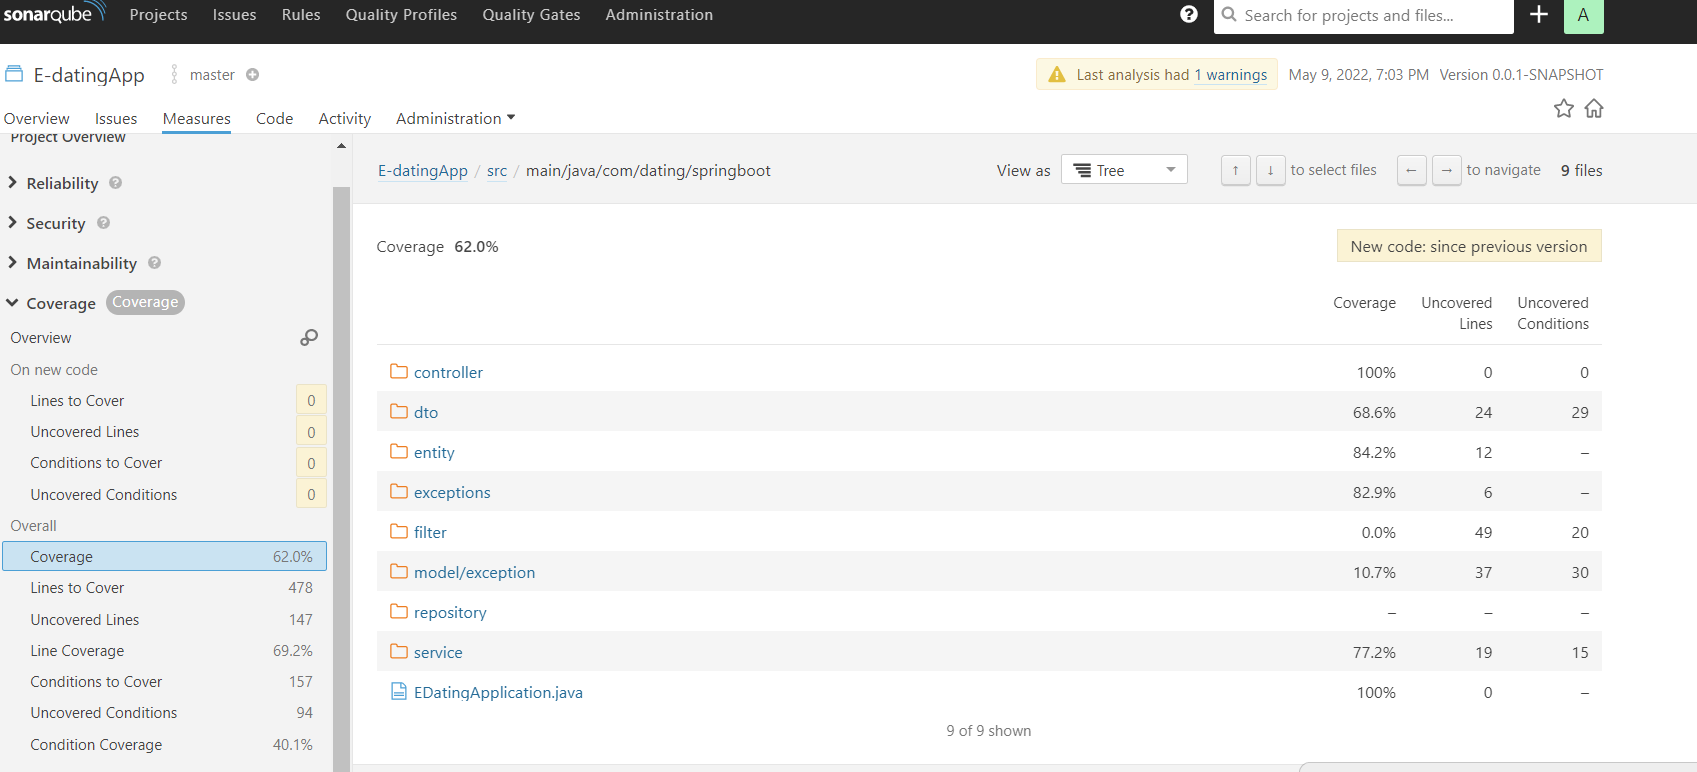 sonarqube Projects Issues Rules Quality Profiles Quality Gates Administration ? Search for projects and files... + A
E-datingApp master Last analysis had 1 warnings May 9, 2022, 7:03 PM Version 0.0.1-SNAPSHOT
Overview Issues Measures Code Activity Administration
Project Overview
Reliability ?
Security ?
Maintainability ?
Coverage Coverage
Overview
On new code
Lines to Cover 0
Uncovered Lines 0
Conditions to Cover 0
Uncovered Conditions 0
Overall
Coverage 62.0%
Lines to Cover 478
Uncovered Lines 147
Line Coverage 69.2%
Conditions to Cover 157
Uncovered Conditions 94
Condition Coverage 40.1%
E-datingApp / src / main/java/com/dating/springboot View as Tree ↑ ↓ to select files ← → to navigate 9 files
Coverage 62.0% New code: since previous version
Coverage Uncovered Uncovered
Lines Conditions
controller 100% 0 0
dto 68.6% 24 29
entity 84.2% 12 –
exceptions 82.9% 6 –
filter 0.0% 49 20
model/exception 10.7% 37 30
repository – – –
service 77.2% 19 15
EDatingApplication.java 100% 0 –
9 of 9 shown